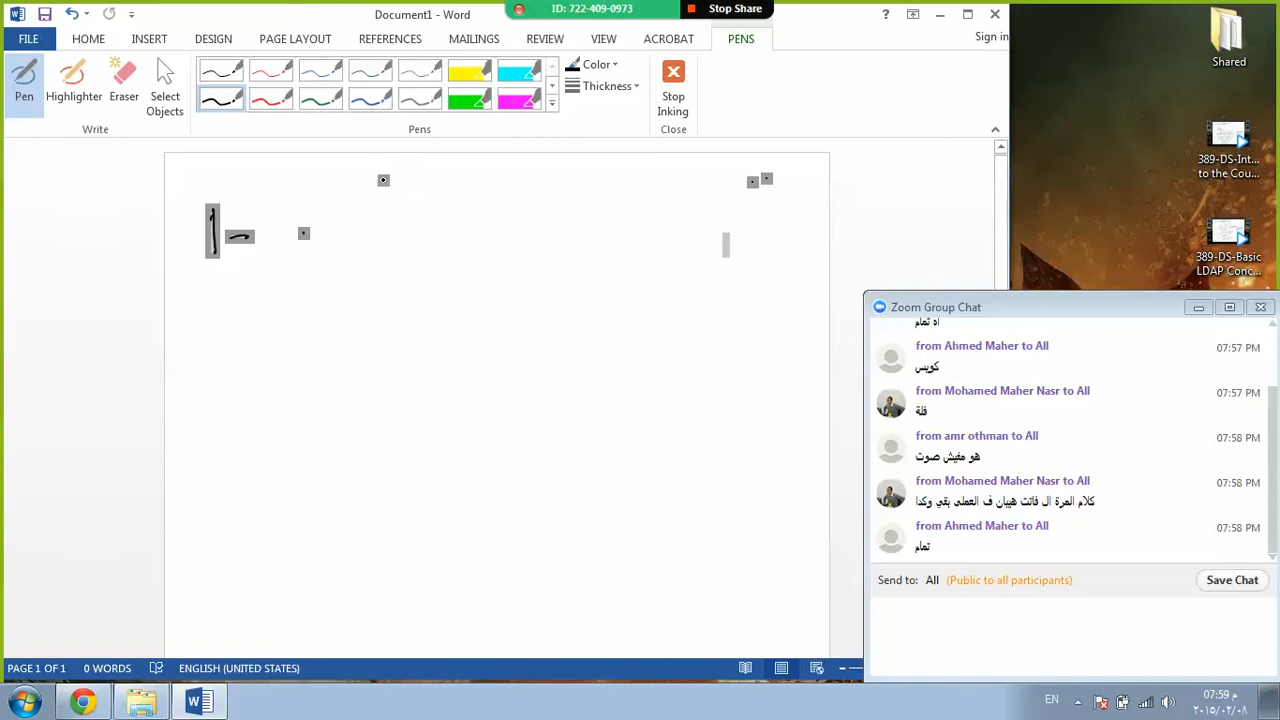 Document1 - Word
ID: 722-409-0973
Stop Share
?
FILE
HOME
INSERT
DESIGN
PAGE LAYOUT
REFERENCES
MAILINGS
REVIEW
VIEW
ACROBAT
PENS
Sign in
Pen
Highlighter
Eraser
Select Objects
Color
Thickness
Stop Inking
Write
Pens
Close
1-
Shared
389-DS-Int...
to the Cou...
389-DS-Basic
LDAP Conc...
Zoom Group Chat
اه تمام
from Ahmed Maher to All
07:57 PM
كويس
from Mohamed Maher Nasr to All
07:57 PM
فلة
from amr othman to All
07:58 PM
هو مفيش صوت
from Mohamed Maher Nasr to All
07:58 PM
كلام المرة ال فاتت هيبان ف العملى بقي وكدا
from Ahmed Maher to All
07:58 PM
تمام
Send to: All (Public to all participants)
Save Chat
PAGE 1 OF 1
0 WORDS
ENGLISH (UNITED STATES)
EN
07:59 م
٢٠١٥/٠٢/٠٨